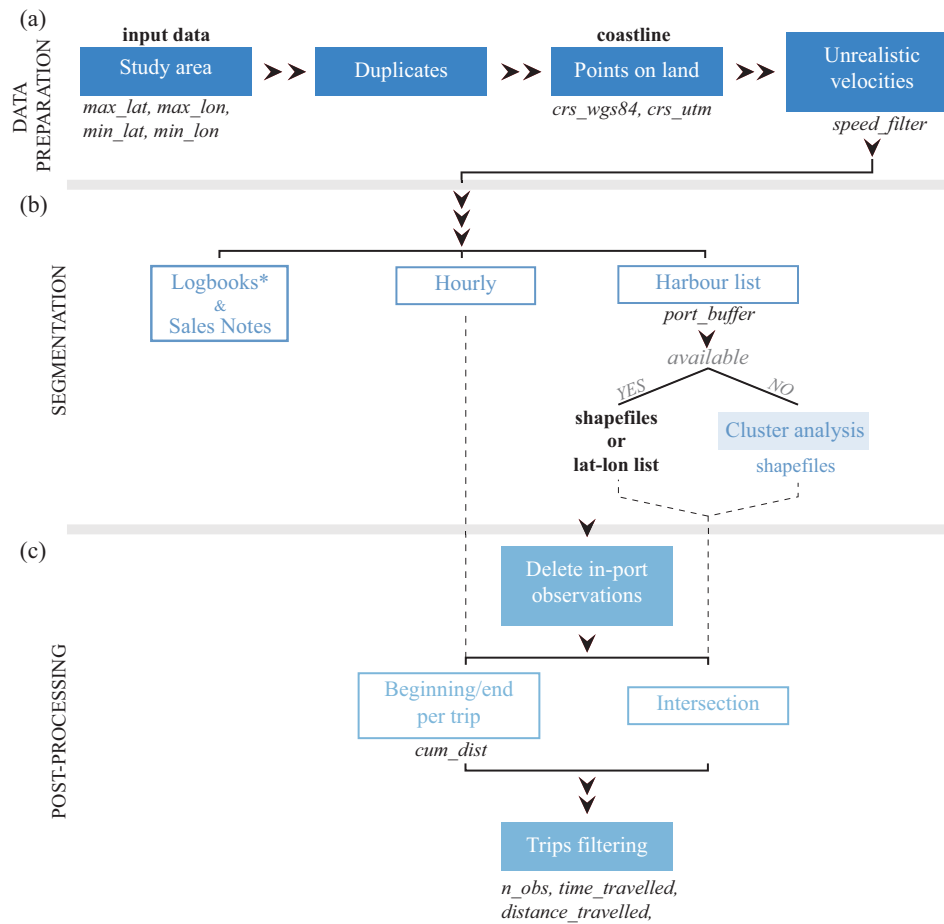 (a)
DATA
PREPARATION
input data
Study area
max_lat, max_lon,
min_lat, min_lon
Duplicates
coastline
Points on land
crs_wgs84, crs_utm
Unrealistic
velocities
speed_filter
(b)
SEGMENTATION
Logbooks*
&
Sales Notes
Hourly
Harbour list
port_buffer
available
YES
NO
shapefiles
or
lat-lon list
Cluster analysis
shapefiles
(c)
POST-PROCESSING
Delete in-port
observations
Beginning/end
per trip
cum_dist
Intersection
Trips filtering
n_obs, time_travelled,
distance_travelled,